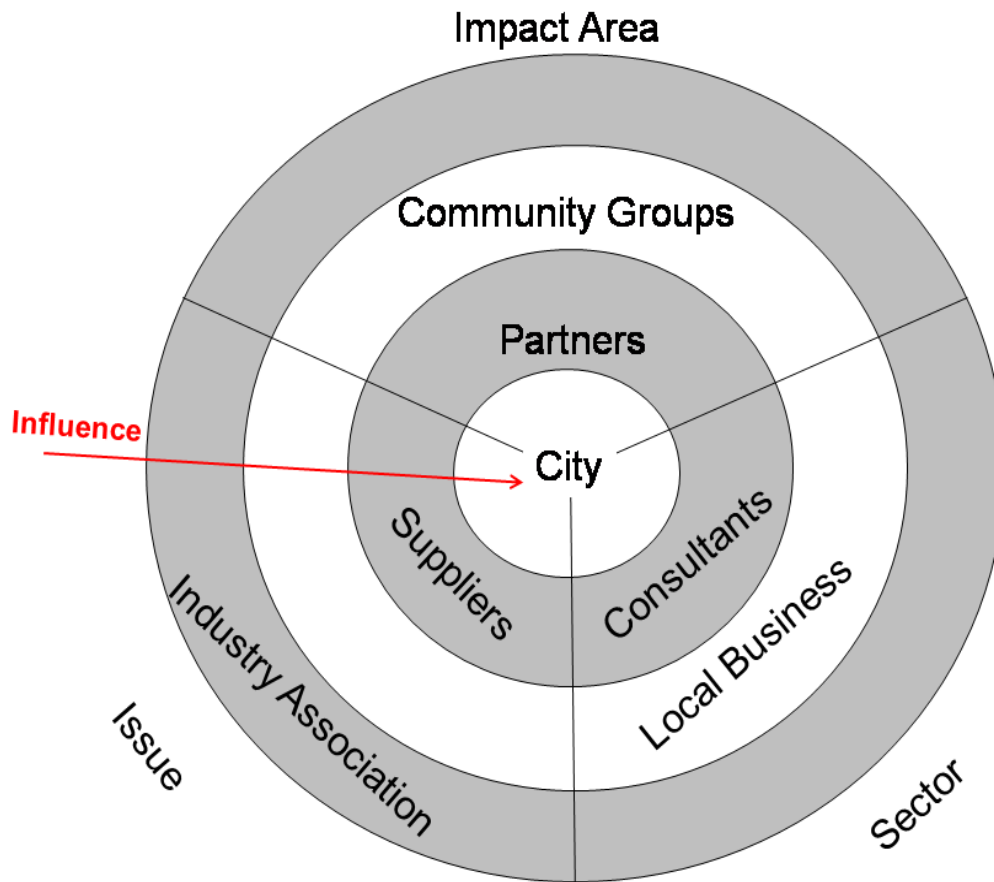 Impact Area
Community Groups
Partners
Influence
City
Suppliers
Consultants
Industry Association
Local Business
Issue
Sector